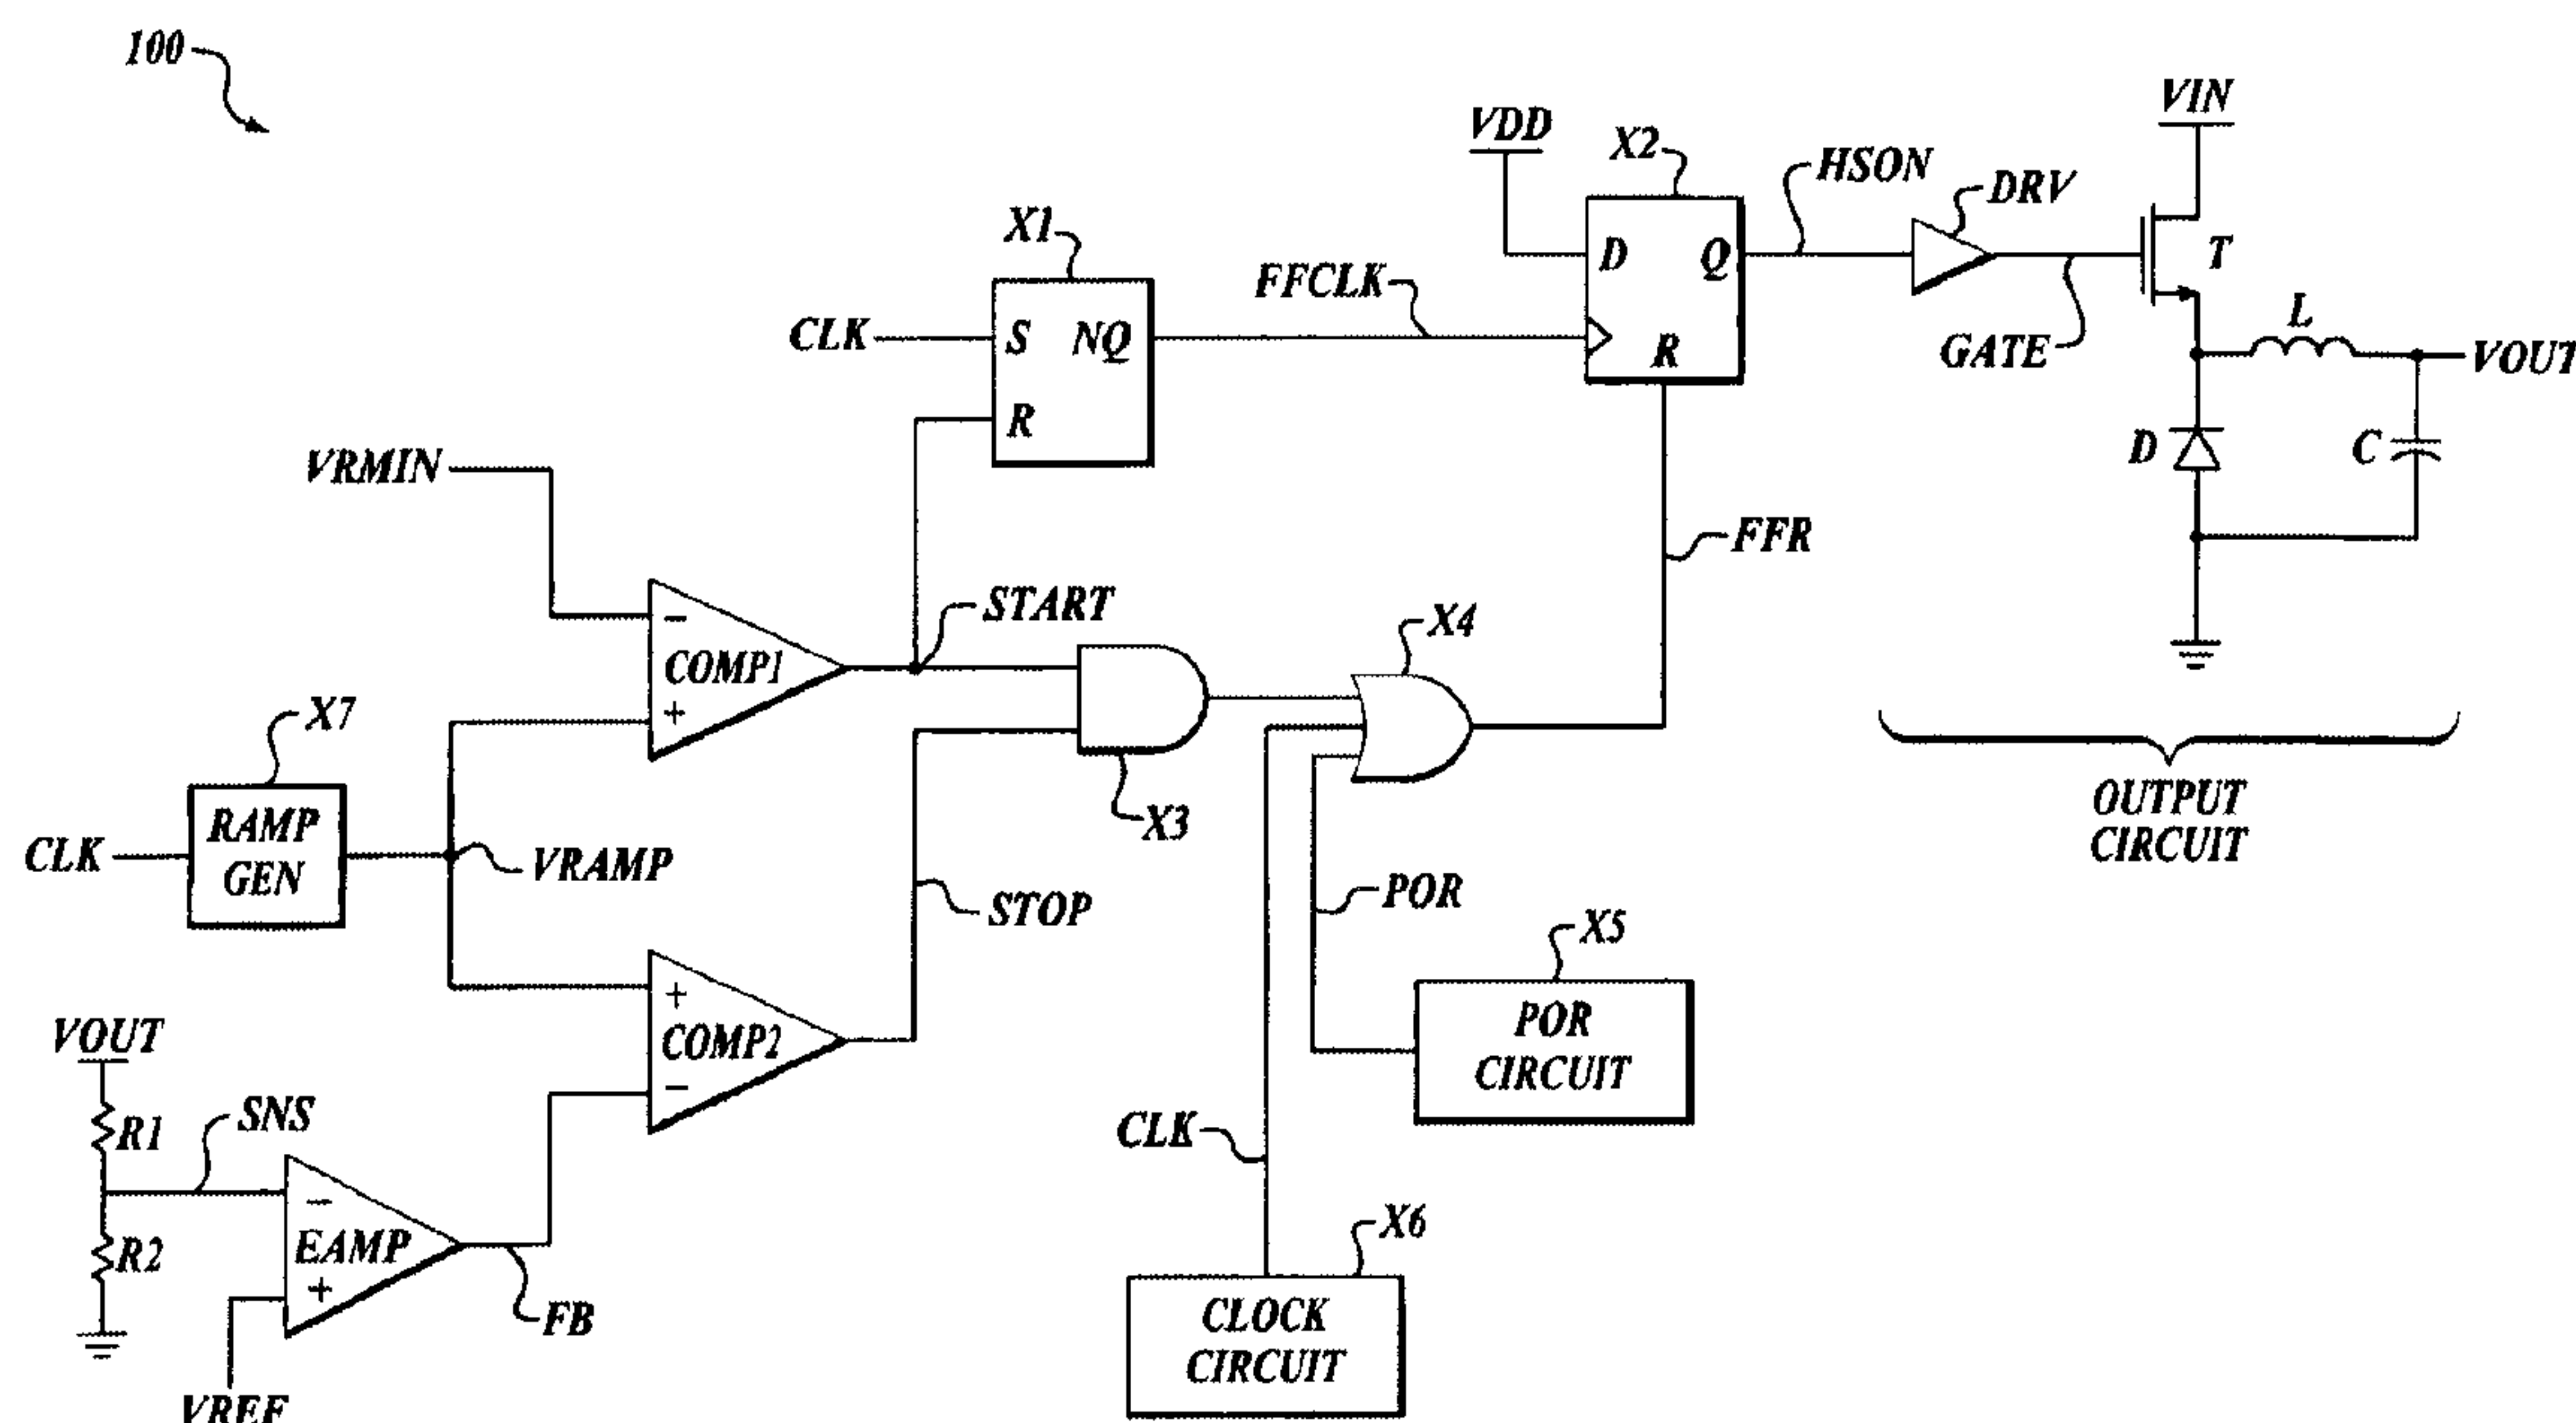 100
VIN
VDD
X2
HSON
DRV
X1
D
Q
T
FFCLK
L
CLK
S
NQ
R
GATE
VOUT
R
VRMIN
D
C
FFR
START
X4
COMP1
−
+
X7
RAMP
GEN
CLK
VRAMP
X3
OUTPUT
CIRCUIT
STOP
POR
X5
POR
CIRCUIT
+
COMP2
−
VOUT
R1
SNS
CLK
R2
−
EAMP
+
X6
FB
CLOCK
CIRCUIT
VREF